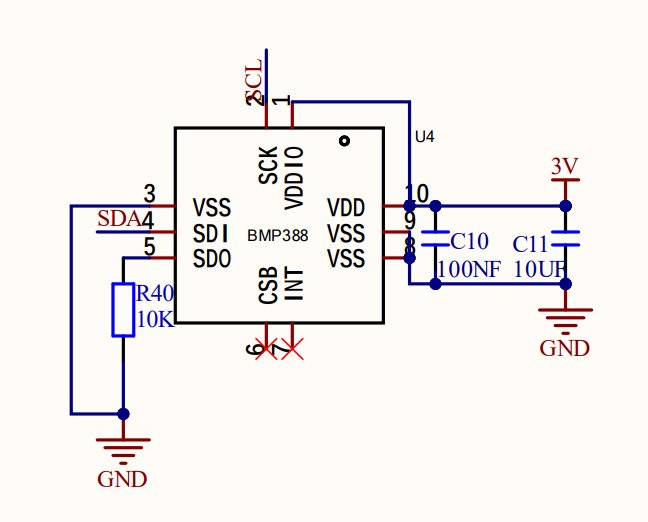 SCL
2
1
U4
SCK
VDDIO
3V
3
VSS
VDD
10
SDA
4
SDI
BMP388
VSS
9
C10
C11
5
SDO
VSS
8
100NF
10UF
R40
10K
CSB
INT
6
7
GND
GND